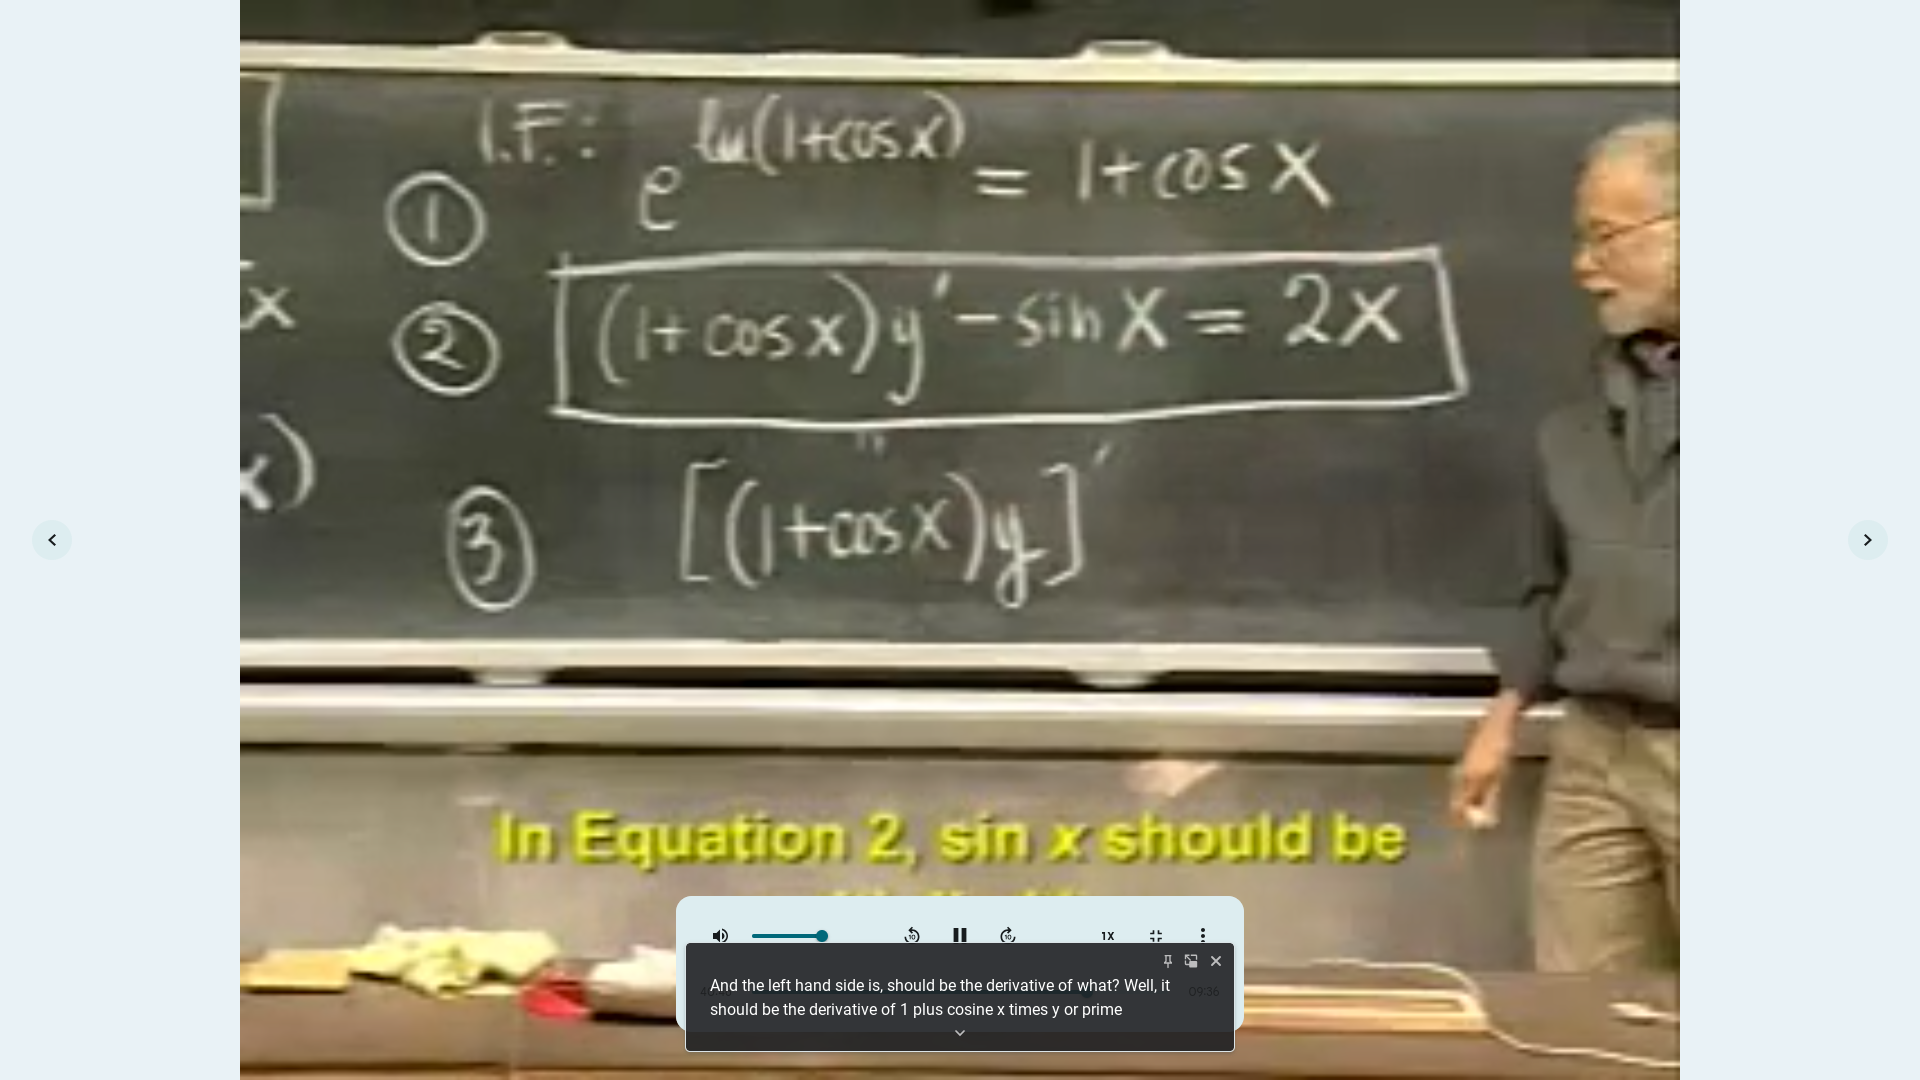 I.F.: e^ln(1+cos x) = 1+cos x
1
x
2 (1+cos x)y' - sin x = 2x
x)
"
3 [(1+cos x)y]'
In Equation 2, sin x should be
10
10
1X
And the left hand side is, should be the derivative of what? Well, it
09:36
should be the derivative of 1 plus cosine x times y or prime